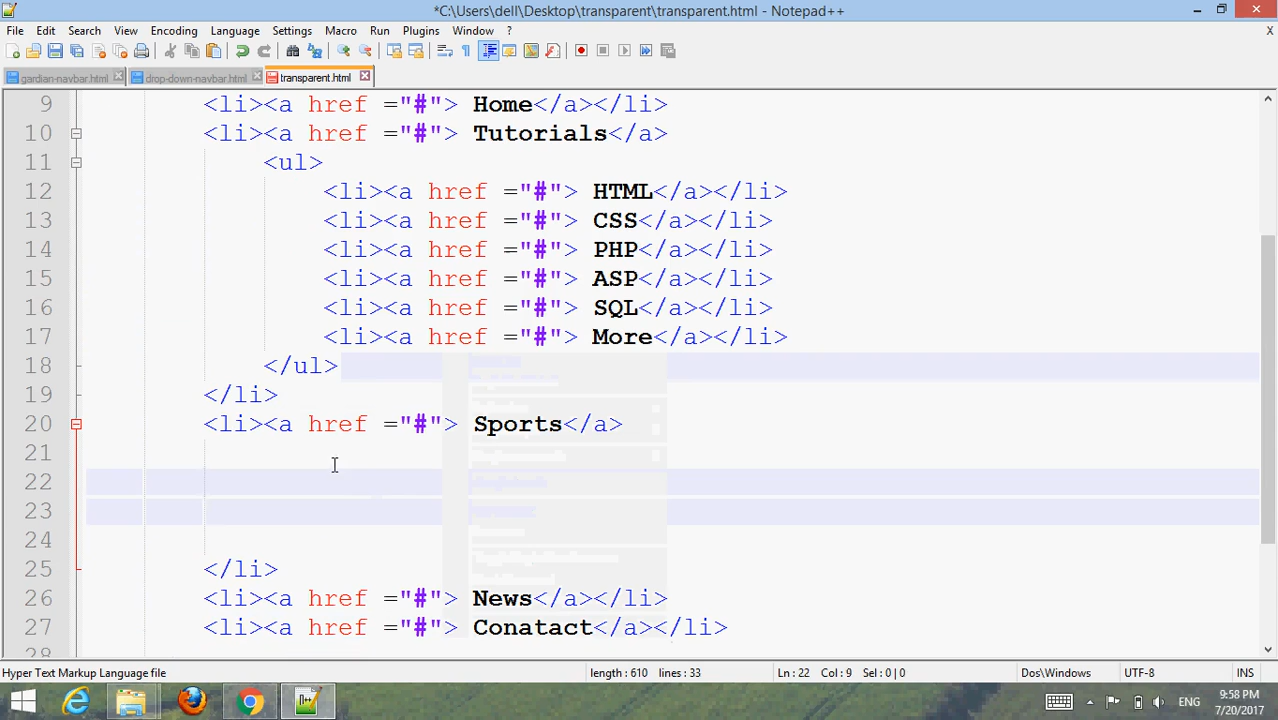 *C:\Users\dell\Desktop\transparent\transparent.html - Notepad++
File Edit Search View Encoding Language Settings Macro Run Plugins Window ? X
gardian-navbar.html drop-down-navbar.html transparent.html
9 <li><a href ="#"> Home</a></li>
10 <li><a href ="#"> Tutorials</a>
11 <ul>
12 <li><a href ="#"> HTML</a></li>
13 <li><a href ="#"> CSS</a></li>
14 <li><a href ="#"> PHP</a></li>
15 <li><a href ="#"> ASP</a></li>
16 <li><a href ="#"> SQL</a></li>
17 <li><a href ="#"> More</a></li>
18 </ul>
19 </li>
20 <li><a href ="#"> Sports</a>
21
22
23
24
25 </li>
26 <li><a href ="#"> News</a></li>
27 <li><a href ="#"> Conatact</a></li>
28
Hyper Text Markup Language file length : 610 lines : 33 Ln : 22 Col : 9 Sel : 0 | 0 Dos\Windows UTF-8 INS
ENG 9:58 PM
7/20/2017